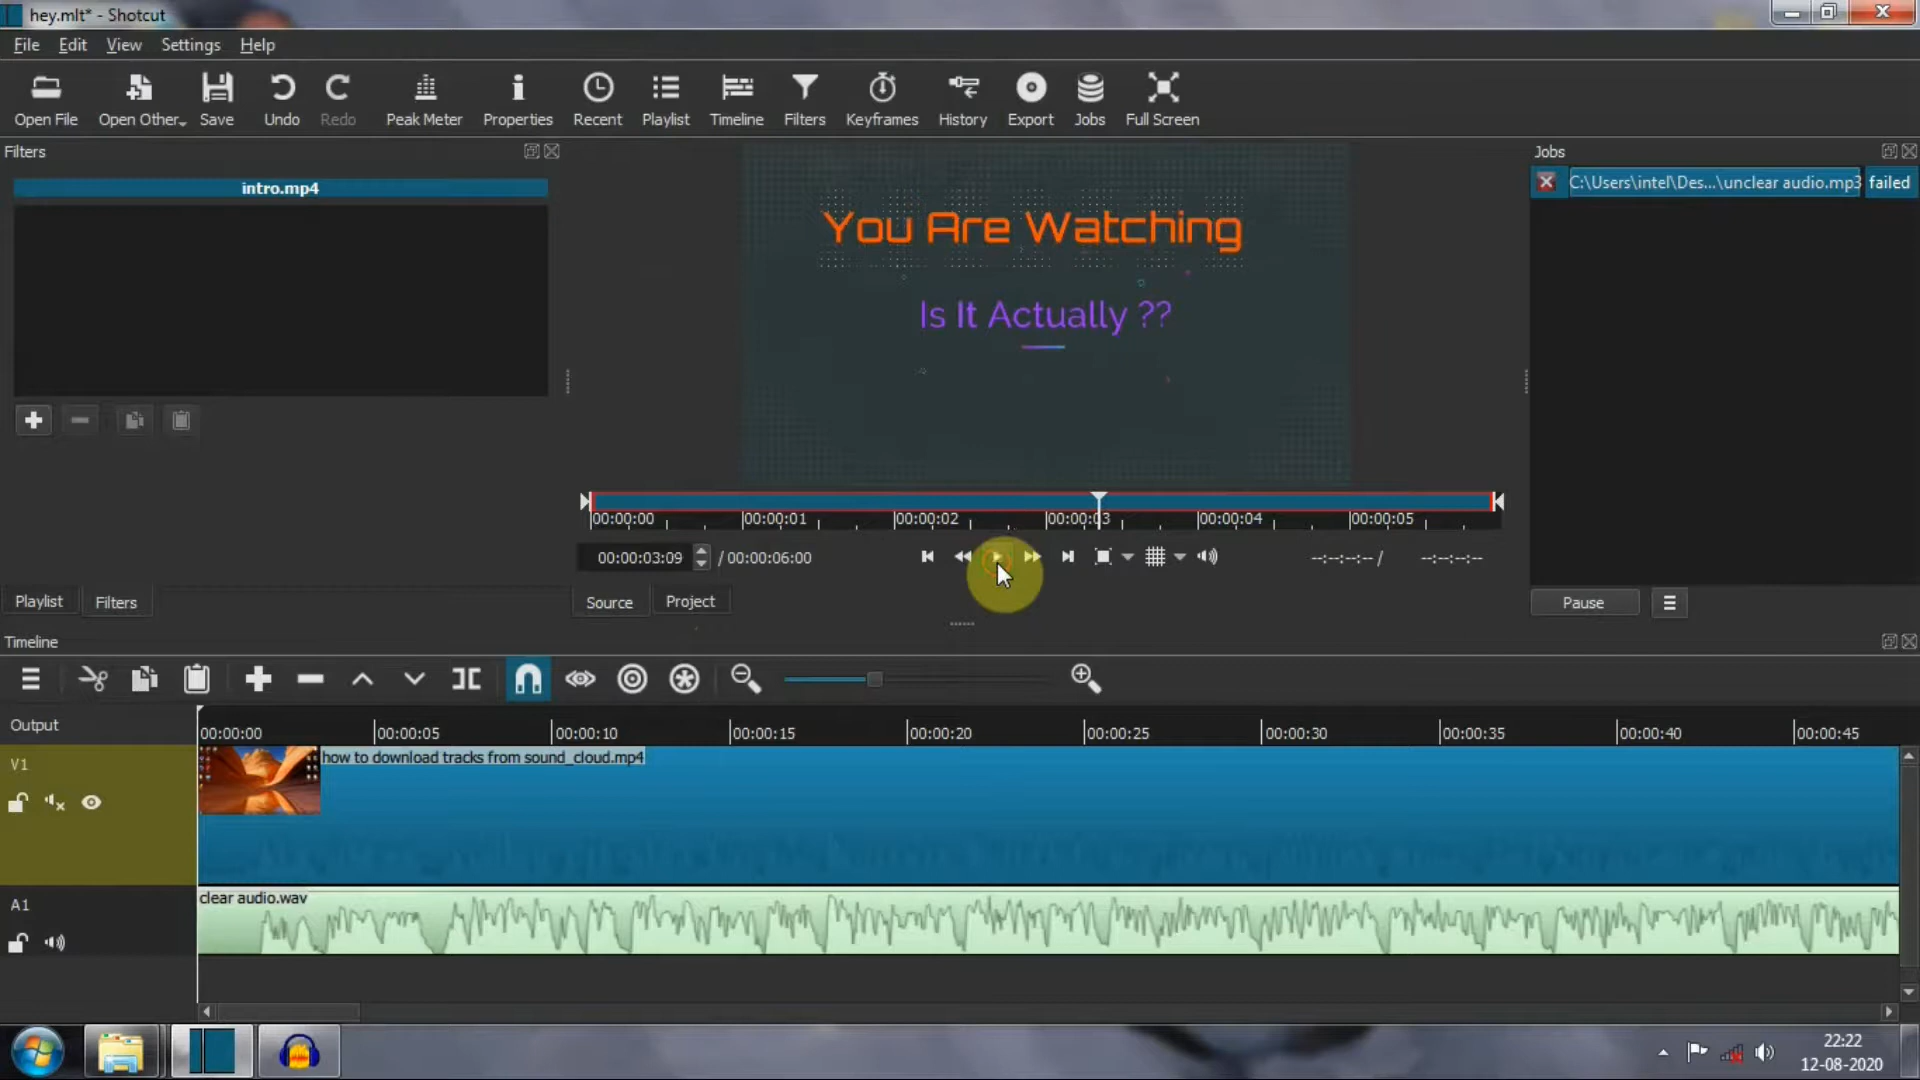 hey.mlt* - Shotcut
File Edit View Settings Help
Open File Open Other Save Undo Redo Peak Meter Properties Recent Playlist Timeline Filters Keyframes History Export Jobs Full Screen
Filters
intro.mp4
You Are Watching
Is It Actually ??
Jobs
C:\Users\intel\Des...\unclear audio.mp3 failed
00:00:00 00:00:01 00:00:02 00:00:03 00:00:04 00:00:05
00:00:03:09 / 00:00:06:00 --:--:--:-- / --:--:--:--
Playlist Filters Source Project Pause
Timeline
Output 00:00:00 00:00:05 00:00:10 00:00:15 00:00:20 00:00:25 00:00:30 00:00:35 00:00:40 00:00:45
V1 how to download tracks from sound_cloud.mp4
A1 clear audio.wav
22:22
12-08-2020